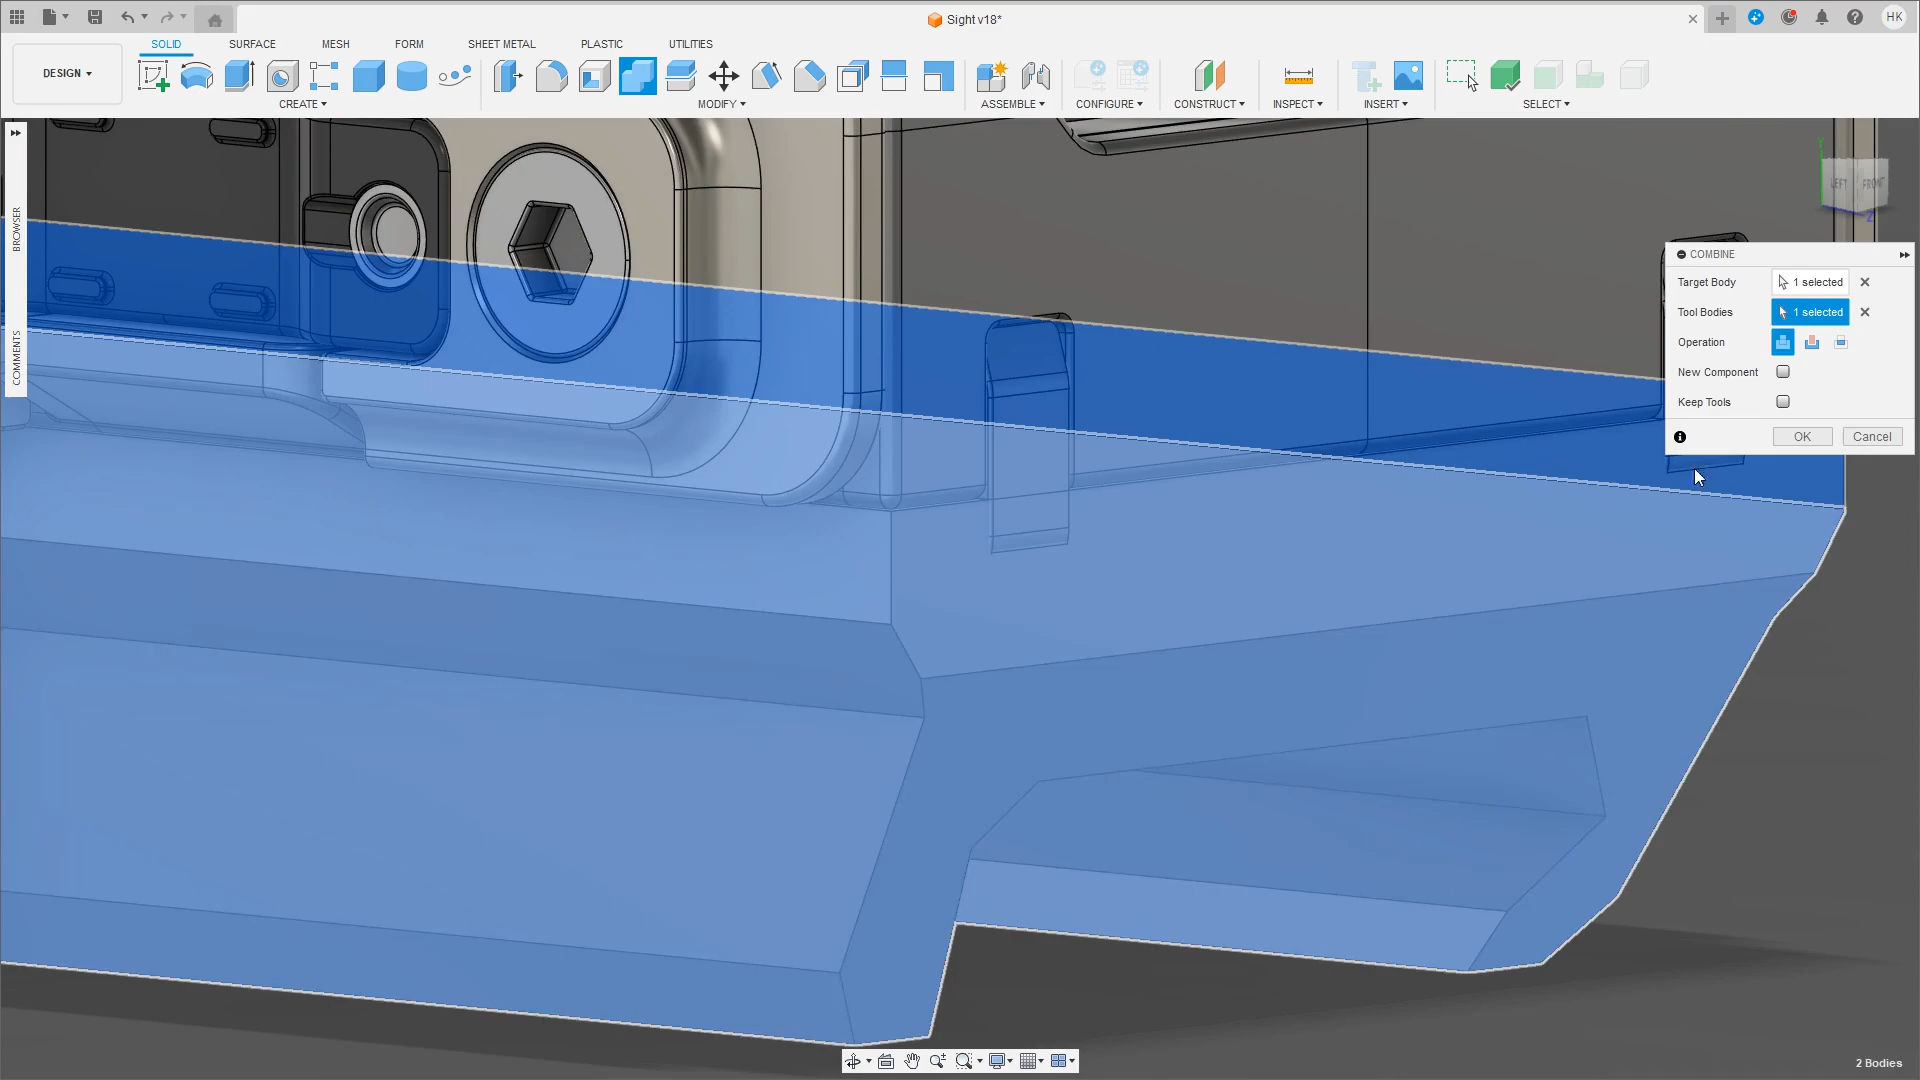 Sight v18*
HK
DESIGN
SOLID
SURFACE
MESH
FORM
SHEET METAL
PLASTIC
UTILITIES
CREATE
MODIFY
ASSEMBLE
CONFIGURE
CONSTRUCT
INSPECT
INSERT
SELECT
BROWSER
COMMENTS
Y
LEFT
FRONT
Z
COMBINE
Target Body
1 selected
Tool Bodies
1 selected
Operation
New Component
Keep Tools
OK
Cancel
2 Bodies